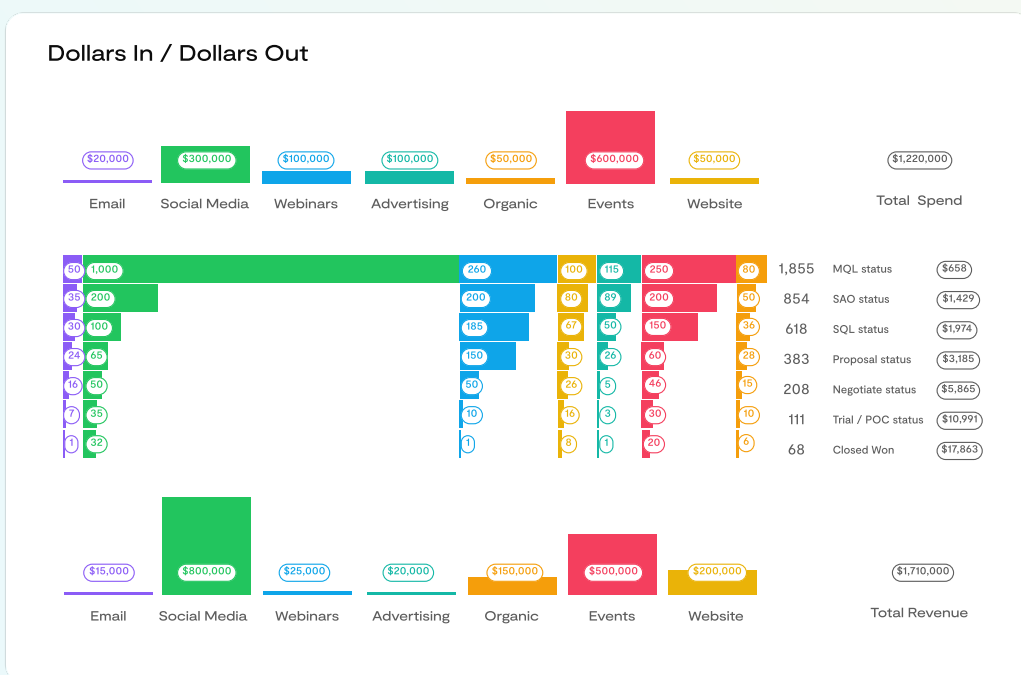 Dollars In / Dollars Out
$20,000 $300,000 $100,000 $100,000 $50,000 $600,000 $50,000 $1,220,000
Email Social Media Webinars Advertising Organic Events Website Total Spend
50 1,000 260 100 115 250 80 1,855 MQL status $658
35 200 200 80 89 200 50 854 SAO status $1,429
30 100 185 67 50 150 36 618 SQL status $1,974
24 65 150 30 26 60 28 383 Proposal status $3,185
16 50 50 26 5 46 15 208 Negotiate status $5,865
7 35 10 16 3 30 10 111 Trial / POC status $10,991
1 32 1 8 1 20 6 68 Closed Won $17,863
$15,000 $800,000 $25,000 $20,000 $150,000 $500,000 $200,000 $1,710,000
Email Social Media Webinars Advertising Organic Events Website Total Revenue